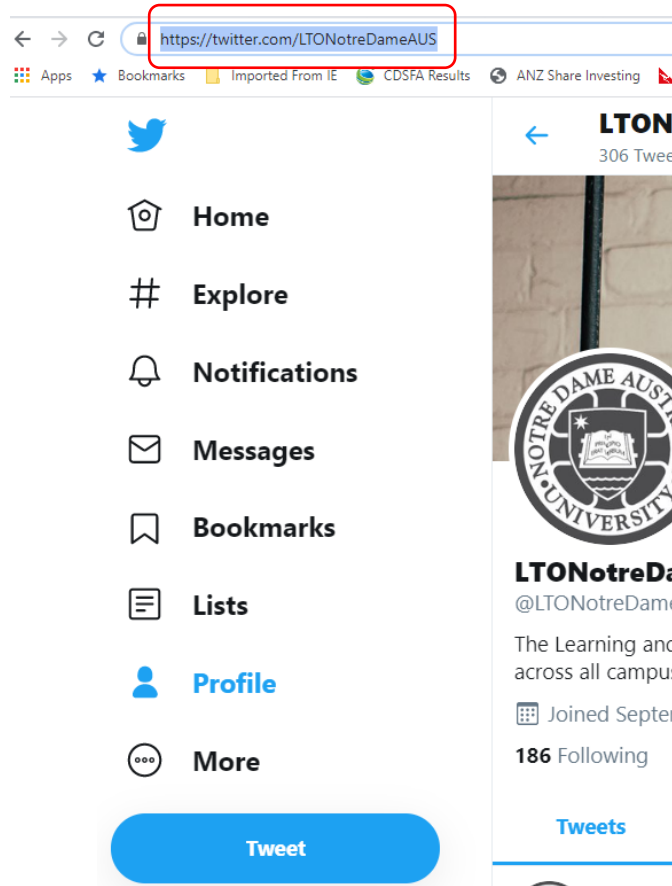 https://twitter.com/LTONotreDameAUS
Apps Bookmarks Imported From IE CDSFA Results ANZ Share Investing
LTON
306 Twee
Home
Explore
Notifications
Messages
Bookmarks
Lists
Profile
More
Tweet
NOTRE DAME AUST
UNIVERSITY
LTONotreDa
@LTONotreDame
The Learning and
across all campus
Joined Septe
186 Following
Tweets